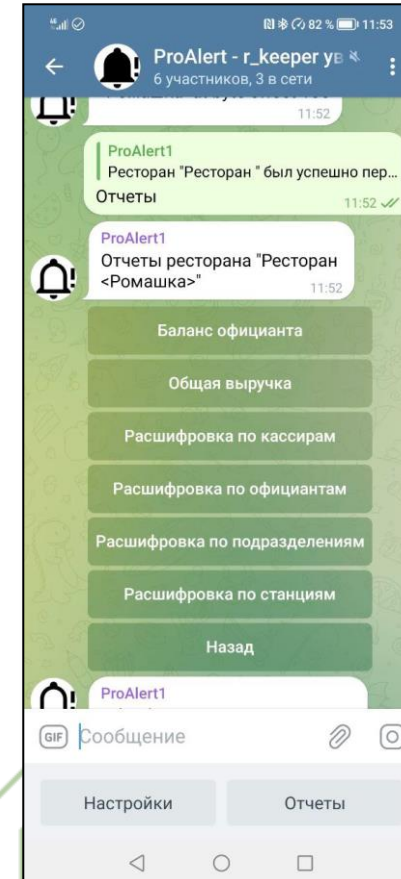 82 % 11:53
ProAlert - r_keeper ув
6 участников, 3 в сети
11:52
ProAlert1
Ресторан "Ресторан " был успешно пер...
Отчеты
11:52
ProAlert1
Отчеты ресторана "Ресторан
<Ромашка>"
11:52
Баланс официанта
Общая выручка
Расшифровка по кассирам
Расшифровка по официантам
Расшифровка по подразделениям
Расшифровка по станциям
Назад
ProAlert1
GIF Сообщение
Настройки Отчеты